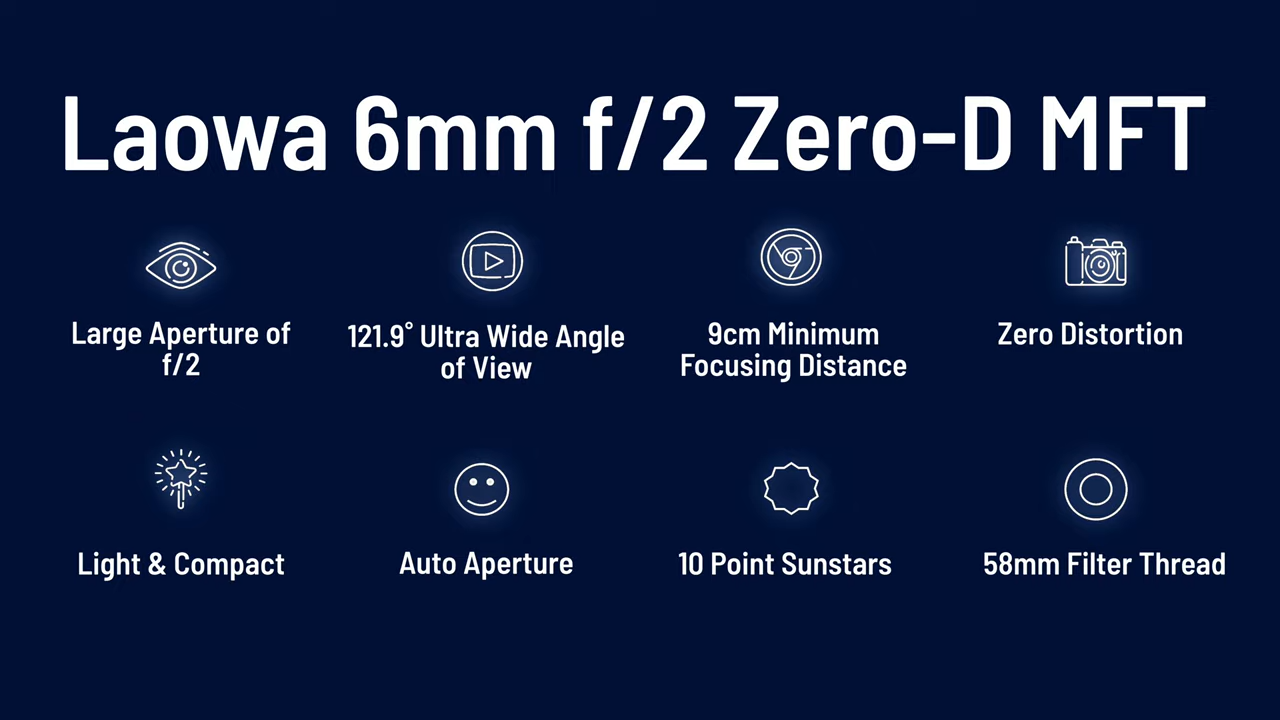 Laowa 6mm f/2 Zero-D MFT
Large Aperture of
f/2
121.9° Ultra Wide Angle
of View
9cm Minimum
Focusing Distance
Zero Distortion
Light & Compact
Auto Aperture
10 Point Sunstars
58mm Filter Thread